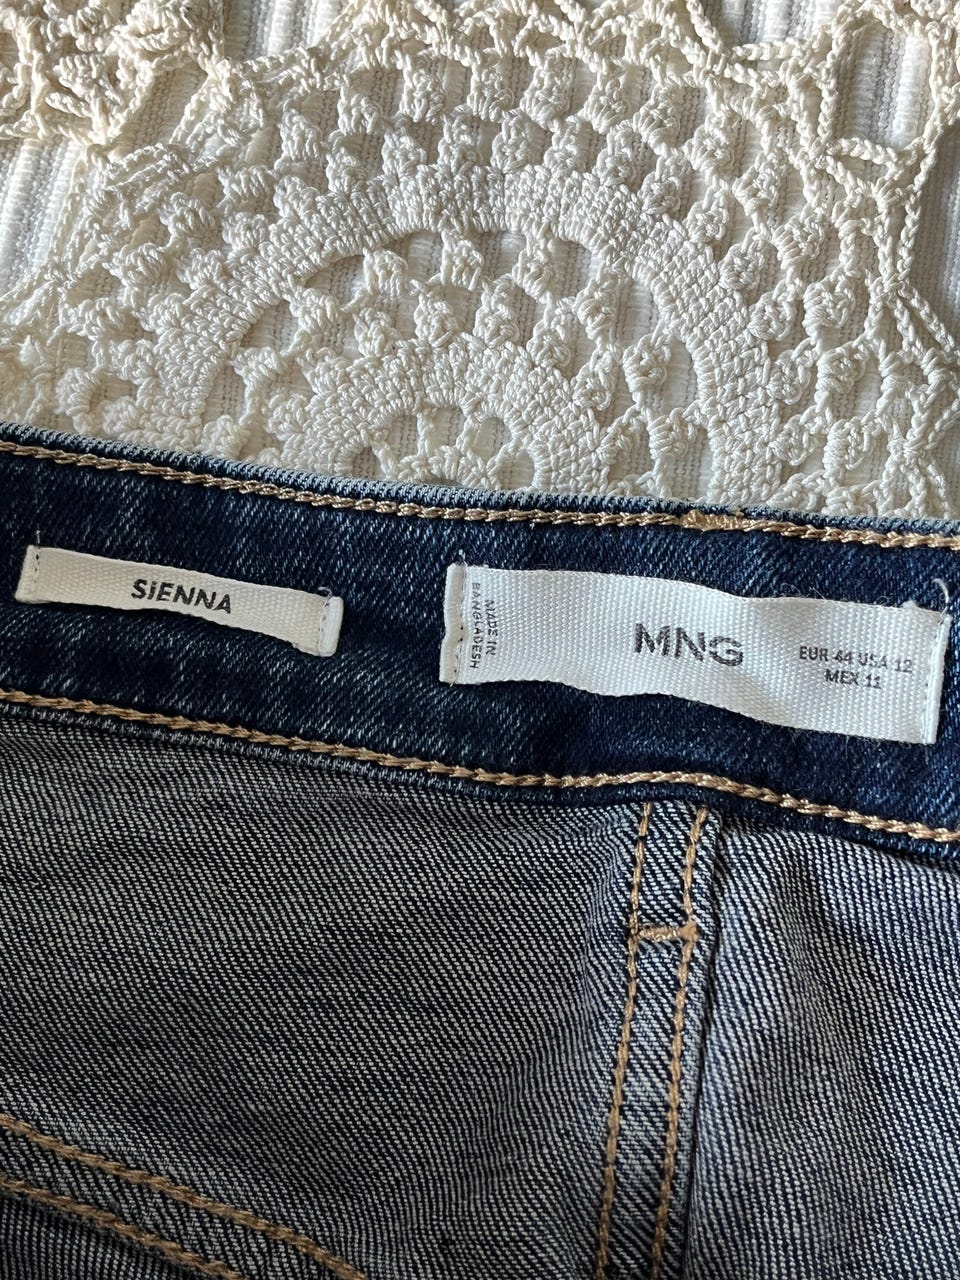 SiENNA
MADE IN
BANGLADESH
MNG
EUR 44 USA 12
MEX 11